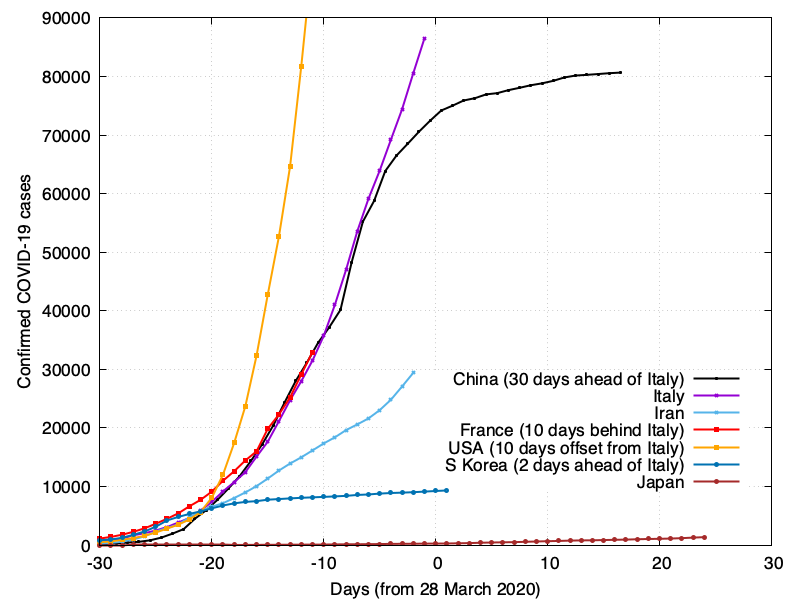 90000
80000
70000
60000
50000
40000
30000
20000
10000
0
Confirmed COVID-19 cases
China (30 days ahead of Italy)
Italy
Iran
France (10 days behind Italy)
USA (10 days offset from Italy)
S Korea (2 days ahead of Italy)
Japan
-30 -20 -10 0 10 20 30
Days (from 28 March 2020)